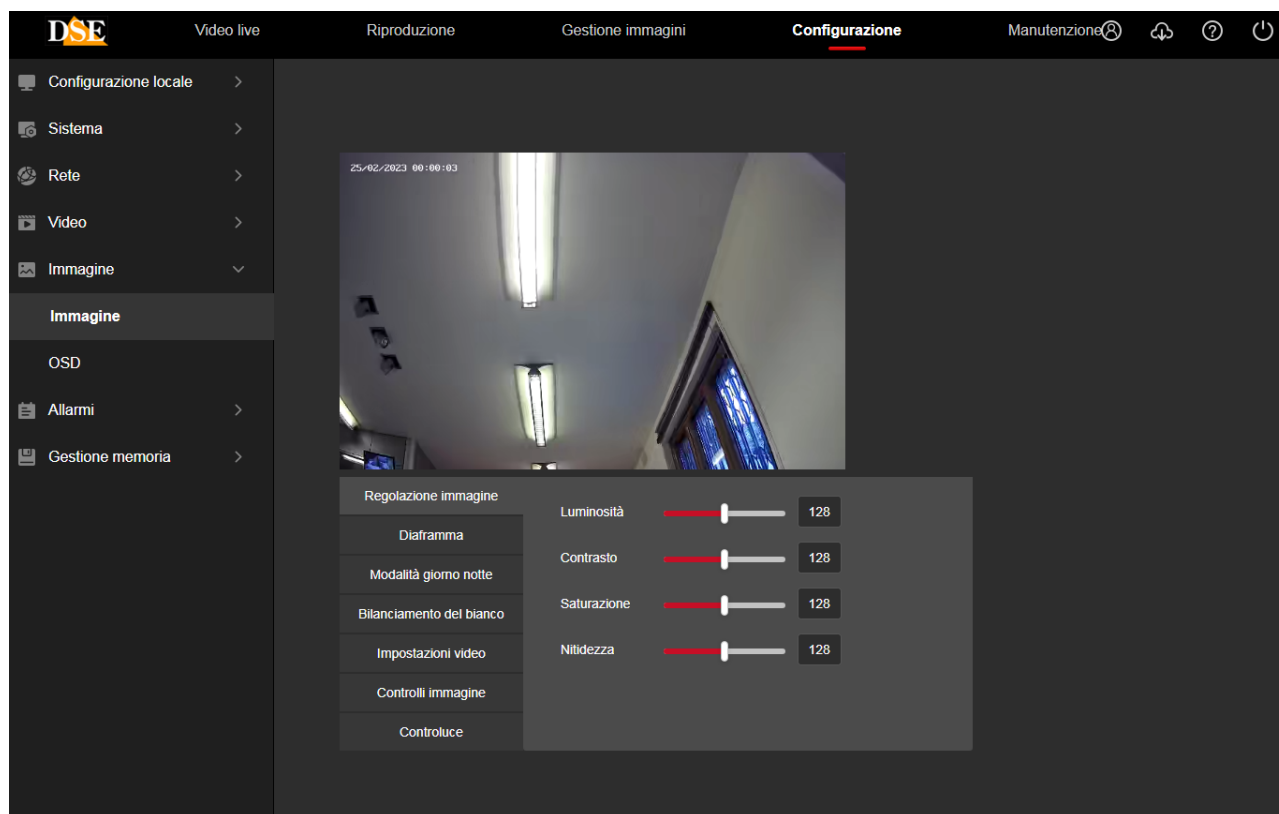 DSE Video live Riproduzione Gestione immagini Configurazione Manutenzione
Configurazione locale
Sistema
Rete
Video
Immagine
Immagine
OSD
Allarmi
Gestione memoria
25/02/2023 00:00:03
Regolazione immagine
Diaframma
Modalità giorno notte
Bilanciamento del bianco
Impostazioni video
Controlli immagine
Controluce
Luminosità 128
Contrasto 128
Saturazione 128
Nitidezza 128